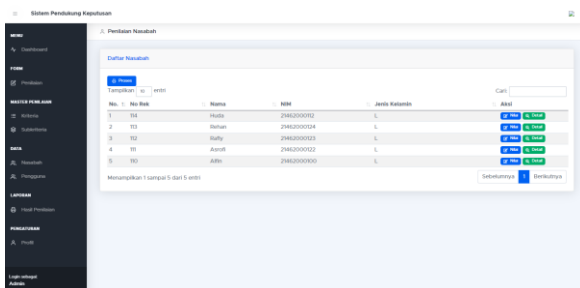 Sistem Pendukung Keputusan
MENU
Dashboard
FORM
Penilaian
MASTER PENILAIAN
Kriteria
Subkriteria
DATA
Nasabah
Pengguna
LAPORAN
Hasil Penilaian
PENGATURAN
Profil
Login sebagai:
Admin
Penilaian Nasabah
Daftar Nasabah
Proses
Tampilkan 10 entri
Cari:
No. No Rek Nama NIM Jenis Kelamin Aksi
1 114 Huda 21462000112 L Nilai Detail
2 113 Rehan 21462000124 L Nilai Detail
3 112 Rafly 21462000123 L Nilai Detail
4 111 Asrofi 21462000122 L Nilai Detail
5 110 Alfin 21462000100 L Nilai Detail
Menampilkan 1 sampai 5 dari 5 entri
Sebelumnya 1 Berikutnya